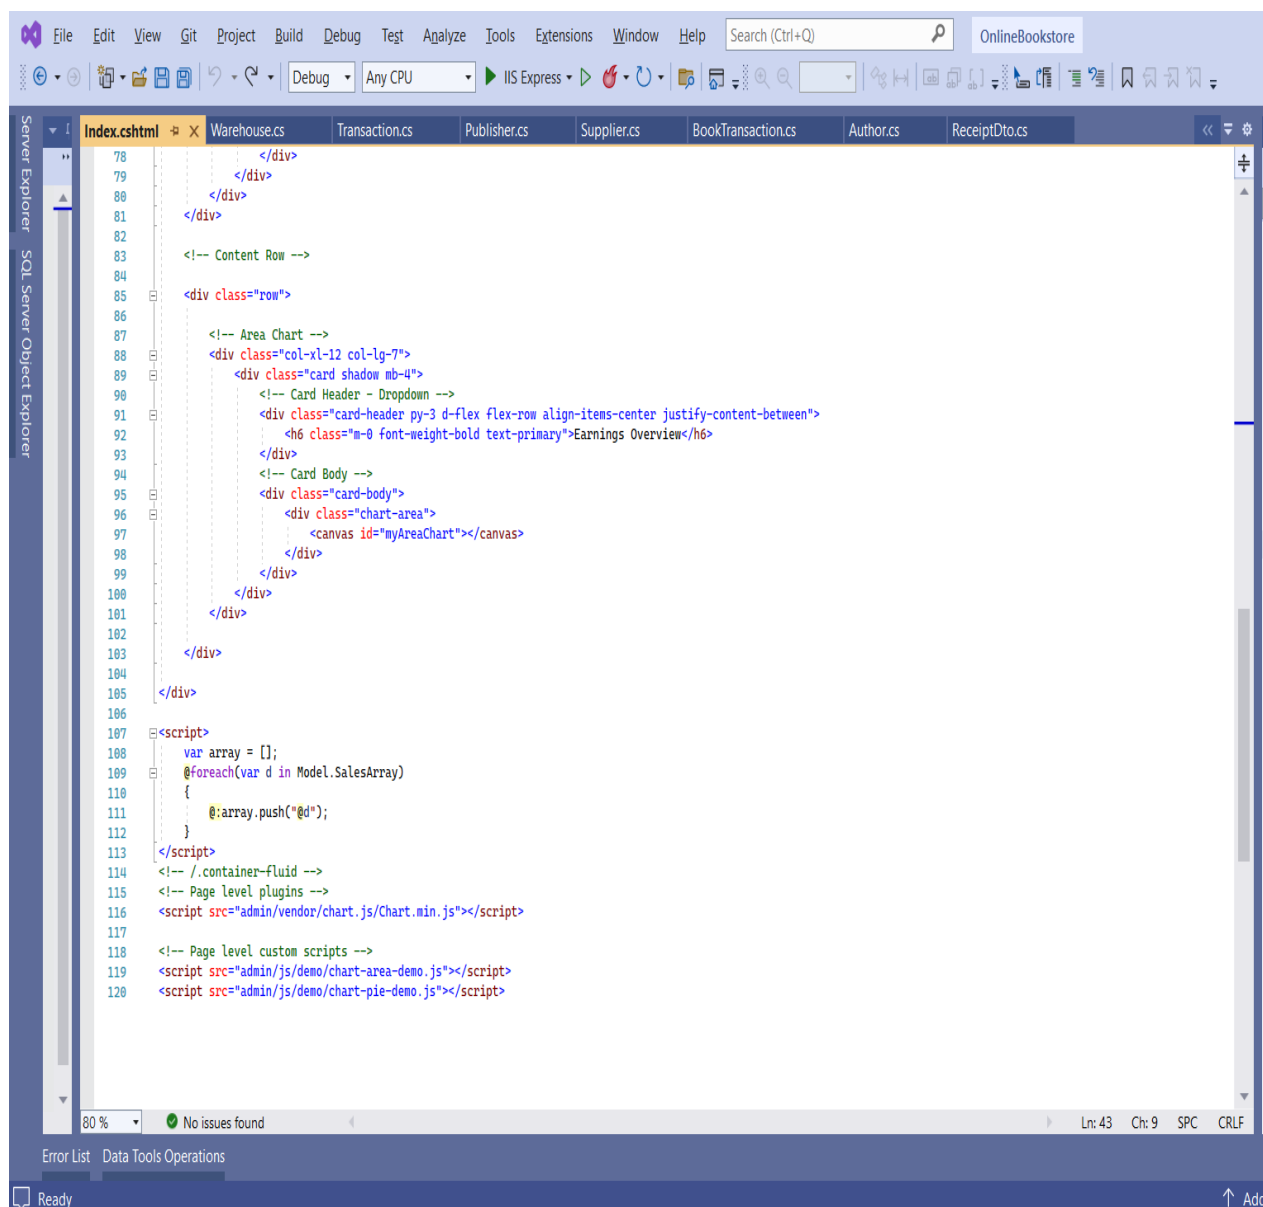 File Edit View Git Project Build Debug Test Analyze Tools Extensions Window Help Search (Ctrl+Q) OnlineBookstore
Debug Any CPU IIS Express
Server Explorer
SQL Server Object Explorer
Index.cshtml Warehouse.cs Transaction.cs Publisher.cs Supplier.cs BookTransaction.cs Author.cs ReceiptDto.cs
78 </div>
79 </div>
80 </div>
81 </div>
82
83 <!-- Content Row -->
84
85 <div class="row">
86
87 <!-- Area Chart -->
88 <div class="col-xl-12 col-lg-7">
89 <div class="card shadow mb-4">
90 <!-- Card Header - Dropdown -->
91 <div class="card-header py-3 d-flex flex-row align-items-center justify-content-between">
92 <h6 class="m-0 font-weight-bold text-primary">Earnings Overview</h6>
93 </div>
94 <!-- Card Body -->
95 <div class="card-body">
96 <div class="chart-area">
97 <canvas id="myAreaChart"></canvas>
98 </div>
99 </div>
100 </div>
101 </div>
102
103 </div>
104
105 </div>
106
107 <script>
108 var array = [];
109 @foreach(var d in Model.SalesArray)
110 {
111 @:array.push("@d");
112 }
113 </script>
114 <!-- /.container-fluid -->
115 <!-- Page level plugins -->
116 <script src="admin/vendor/chart.js/Chart.min.js"></script>
117
118 <!-- Page level custom scripts -->
119 <script src="admin/js/demo/chart-area-demo.js"></script>
120 <script src="admin/js/demo/chart-pie-demo.js"></script>
80 % No issues found Ln: 43 Ch: 9 SPC CRLF
Error List Data Tools Operations
Ready Add